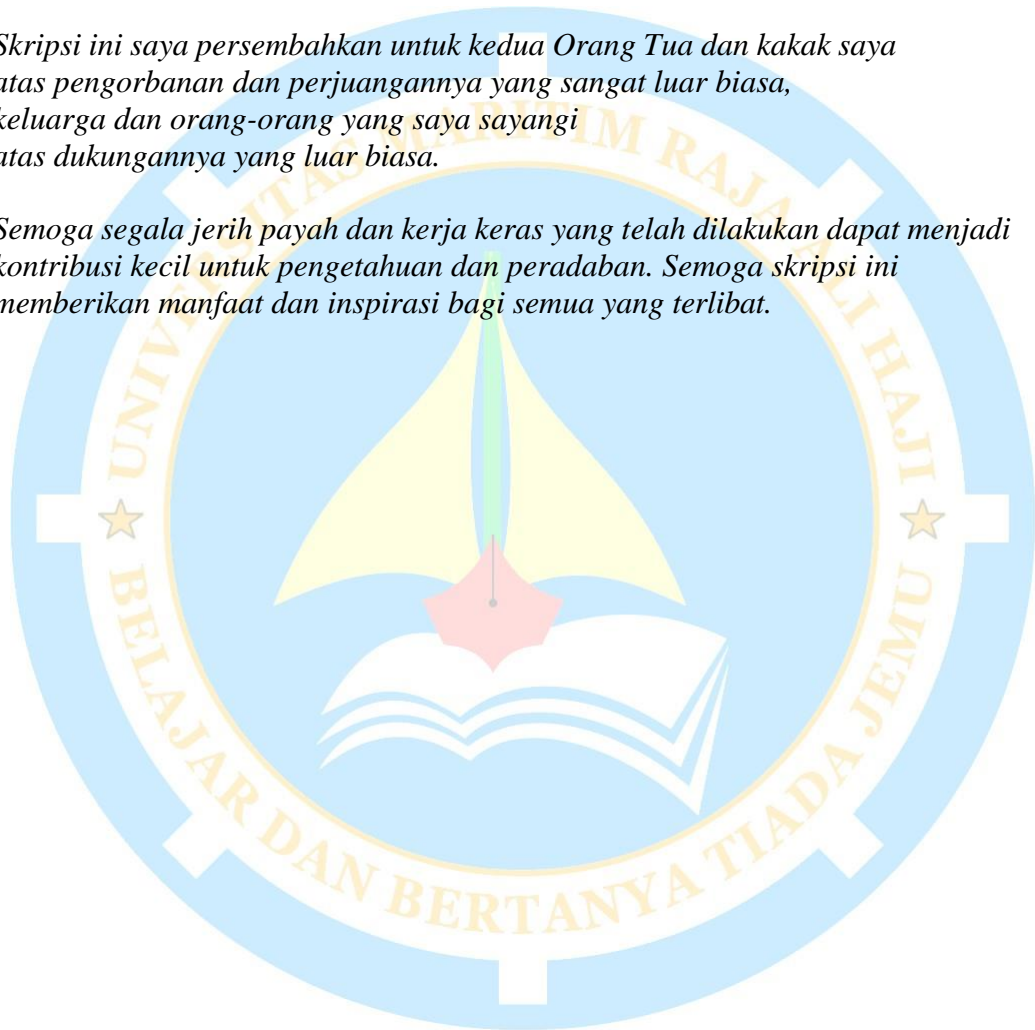 Skripsi ini saya persembahkan untuk kedua Orang Tua dan kakak saya
atas pengorbanan dan perjuangannya yang sangat luar biasa,
keluarga dan orang-orang yang saya sayangi
atas dukungannya yang luar biasa.
Semoga segala jerih payah dan kerja keras yang telah dilakukan dapat menjadi
kontribusi kecil untuk pengetahuan dan peradaban. Semoga skripsi ini
memberikan manfaat dan inspirasi bagi semua yang terlibat.
UNIVERSITAS MARITIM RAJA ALI HAJI
BELAJAR DAN BERTANYA TIADA JEMU